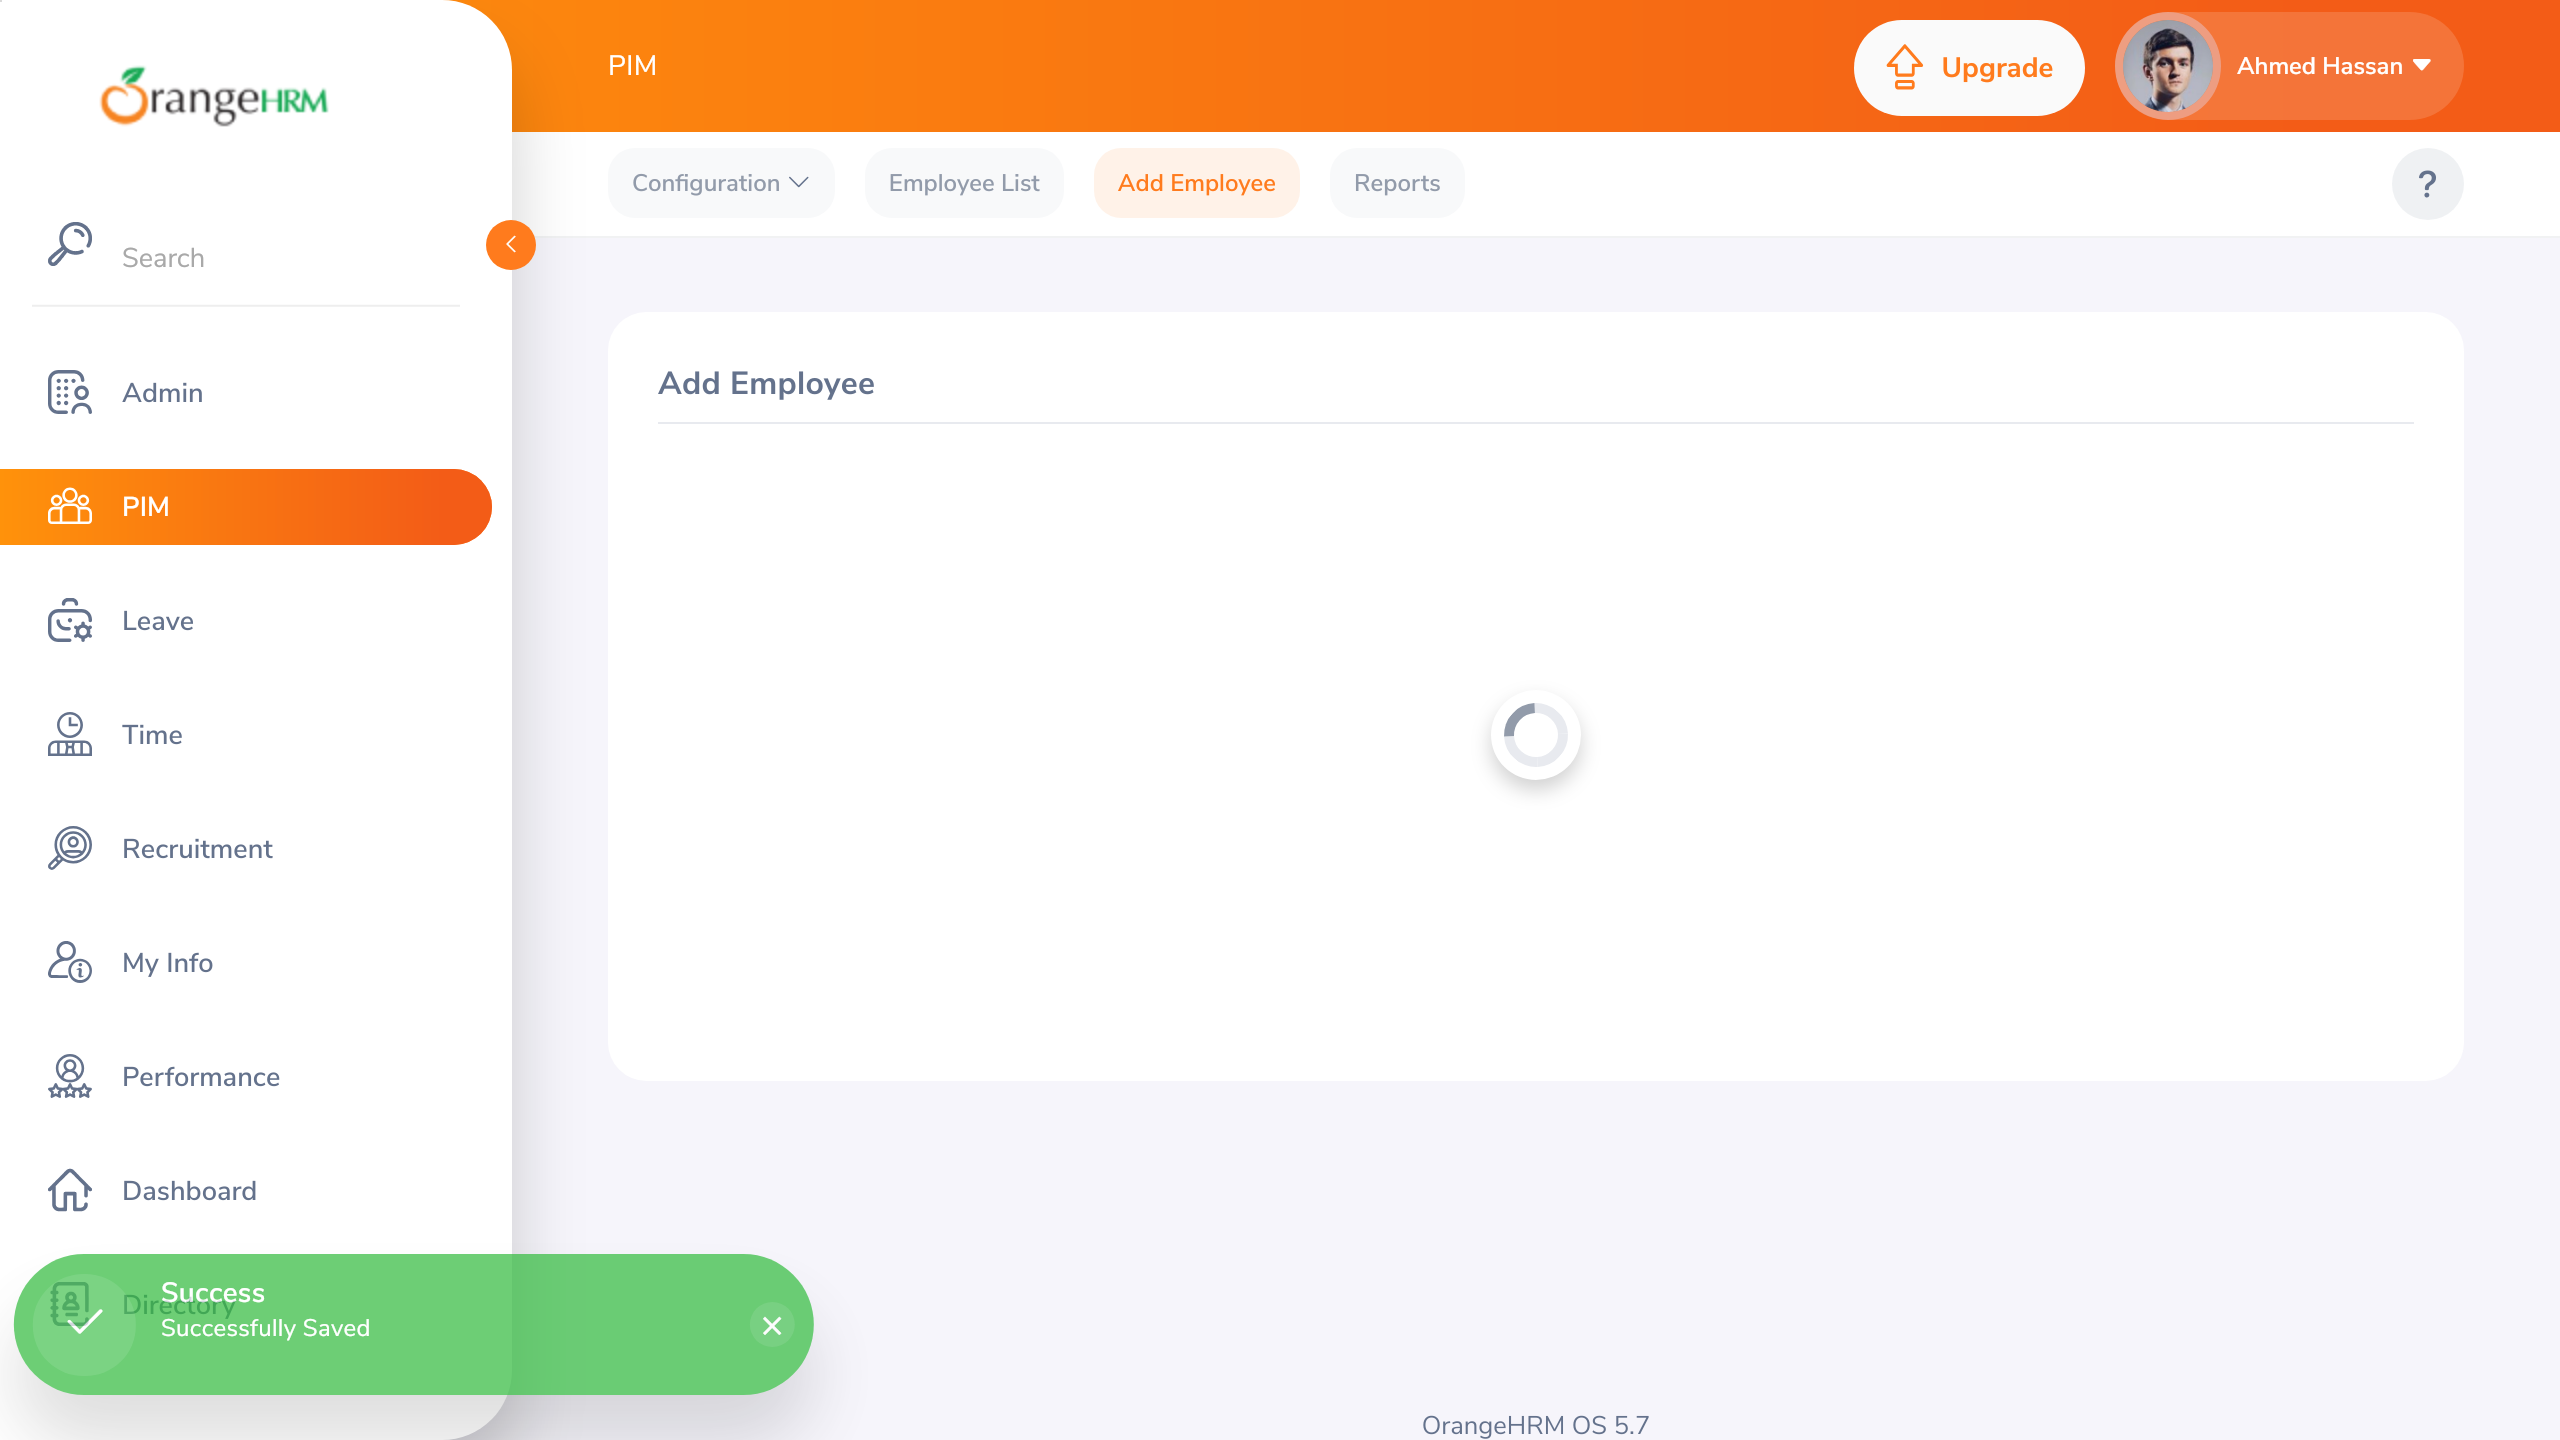 OrangeHRM
PIM
Upgrade
Ahmed Hassan
Configuration
Employee List
Add Employee
Reports
?
Search
Admin
PIM
Leave
Time
Recruitment
My Info
Performance
Dashboard
Directory
Add Employee
Success
Successfully Saved
OrangeHRM OS 5.7